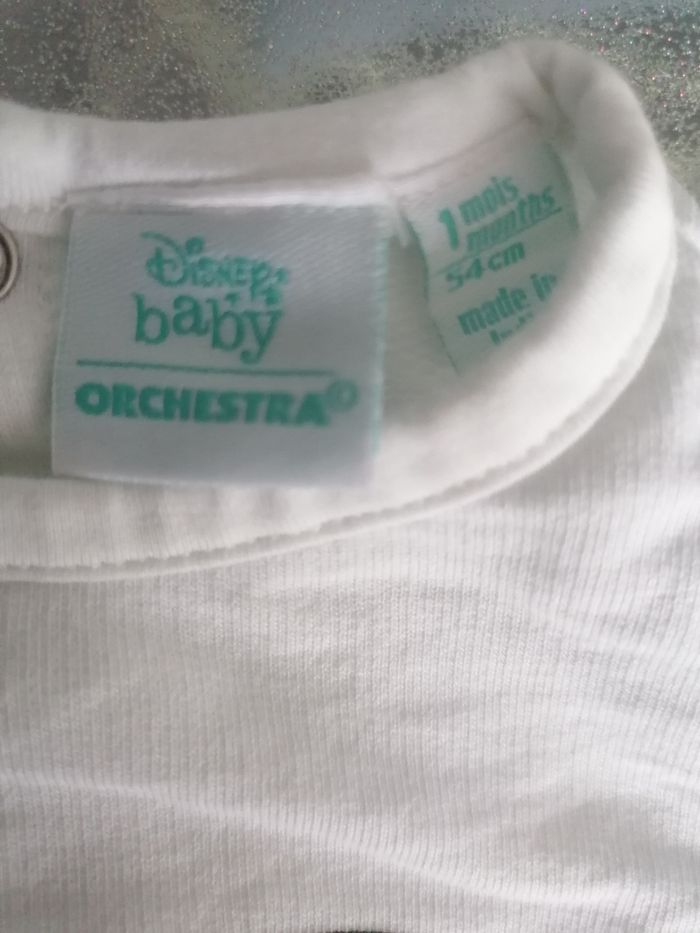 Disney
baby
ORCHESTRA
1 mois
months
54 cm
made in